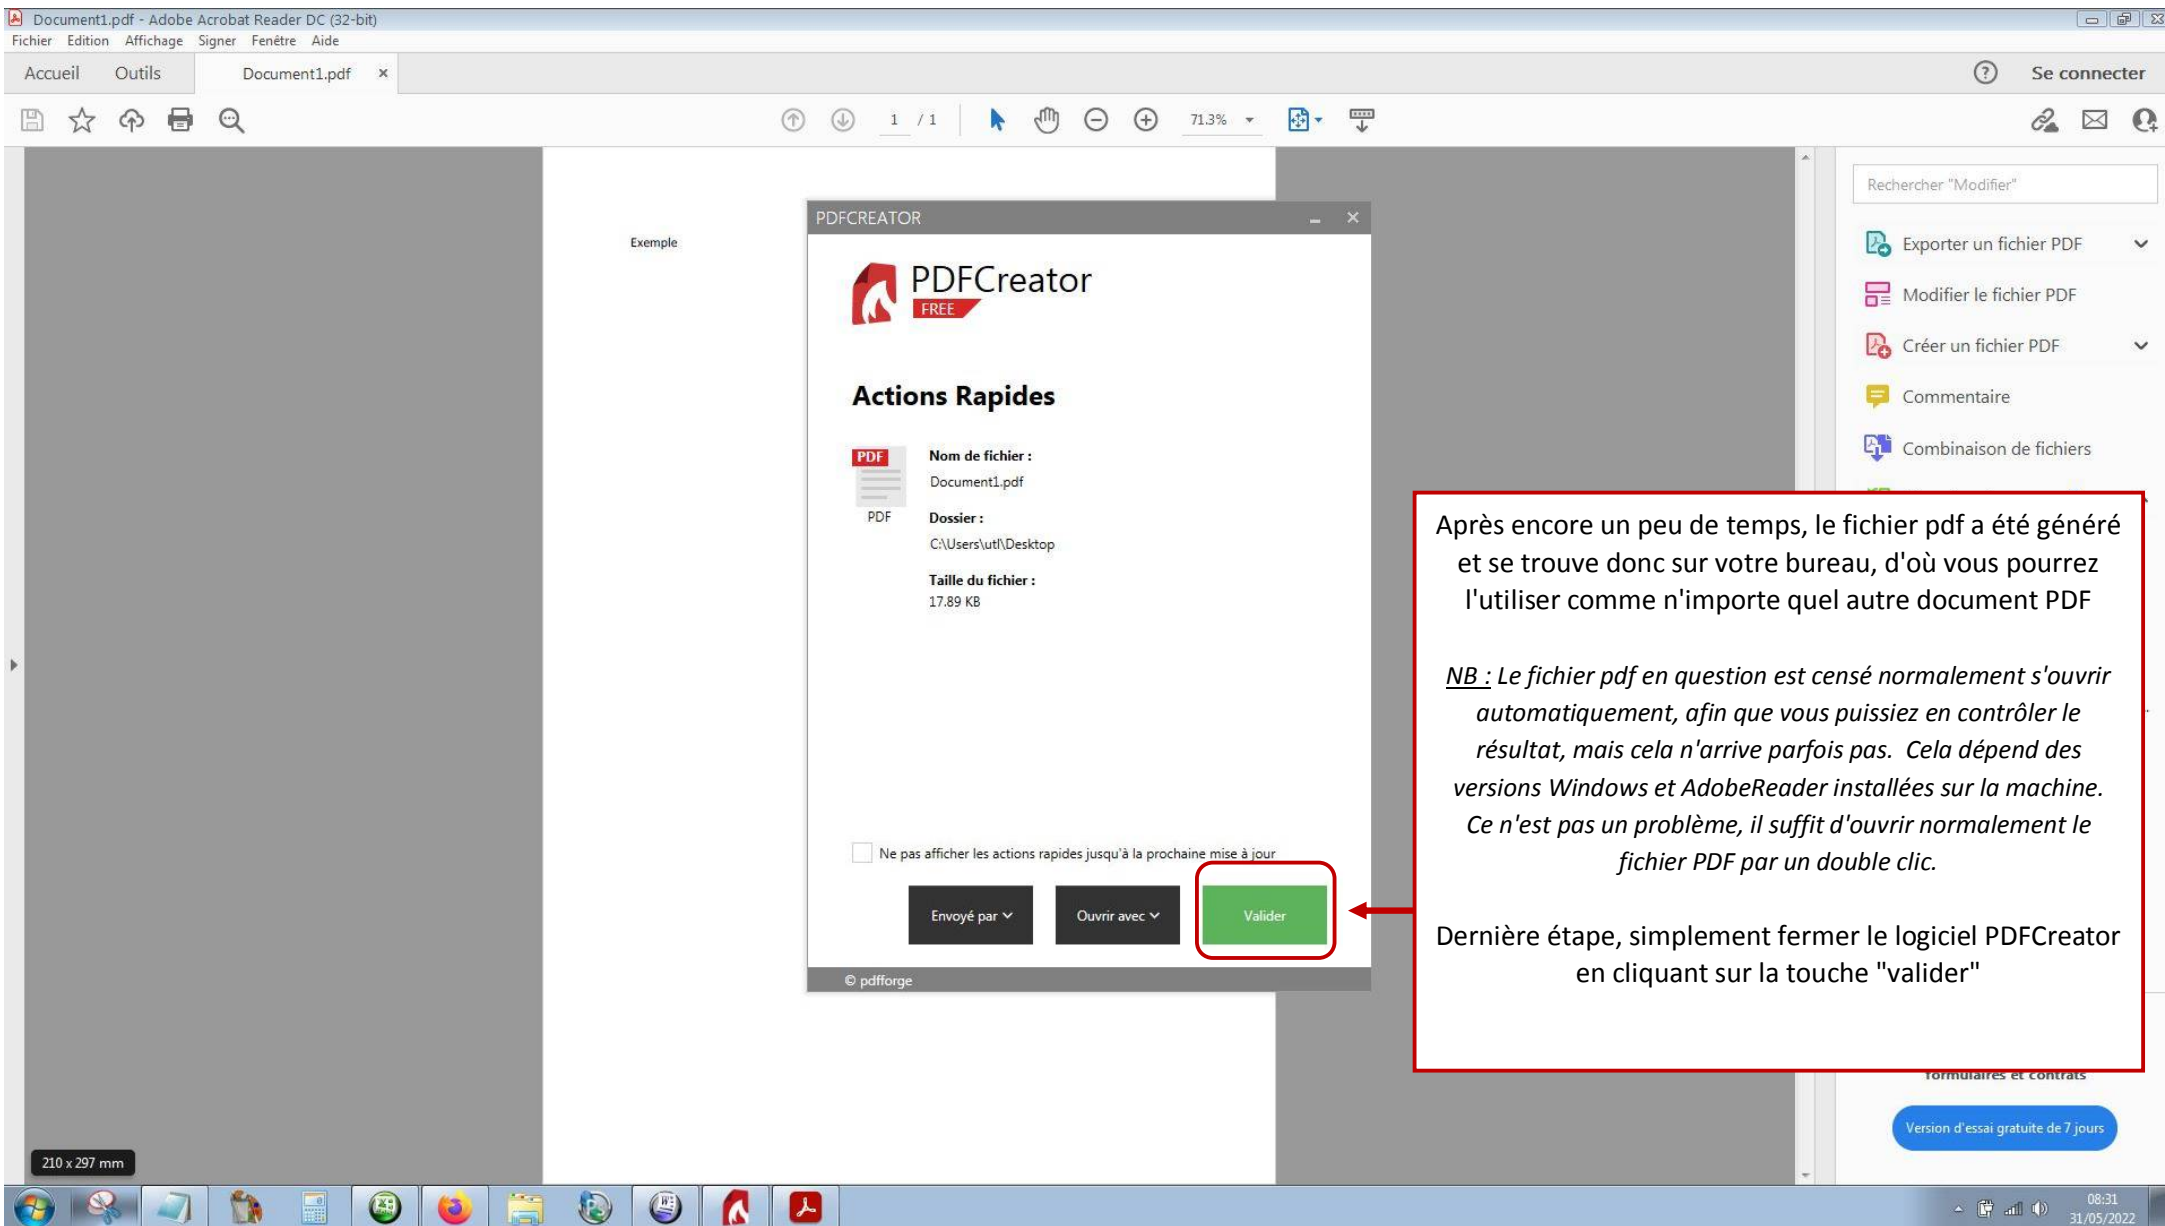 Document1.pdf - Adobe Acrobat Reader DC (32-bit)
Fichier Edition Affichage Signer Fenêtre Aide
Accueil Outils Document1.pdf ×
Se connecter
1 / 1
71.3%
Rechercher "Modifier"
Exemple
Exporter un fichier PDF
Modifier le fichier PDF
Créer un fichier PDF
Commentaire
Combinaison de fichiers
PDFCREATOR
PDFCreator
FREE
Actions Rapides
PDF
PDF
Nom de fichier :
Document1.pdf
Dossier :
C:\Users\utl\Desktop
Taille du fichier :
17.89 KB
Ne pas afficher les actions rapides jusqu'à la prochaine mise à jour
Envoyé par
Ouvrir avec
Valider
© pdfforge
Après encore un peu de temps, le fichier pdf a été généré
et se trouve donc sur votre bureau, d'où vous pourrez
l'utiliser comme n'importe quel autre document PDF
NB : Le fichier pdf en question est censé normalement s'ouvrir
automatiquement, afin que vous puissiez en contrôler le
résultat, mais cela n'arrive parfois pas. Cela dépend des
versions Windows et AdobeReader installées sur la machine.
Ce n'est pas un problème, il suffit d'ouvrir normalement le
fichier PDF par un double clic.
Dernière étape, simplement fermer le logiciel PDFCreator
en cliquant sur la touche "valider"
formulaires et contrats
Version d'essai gratuite de 7 jours
210 x 297 mm
08:31
31/05/2022